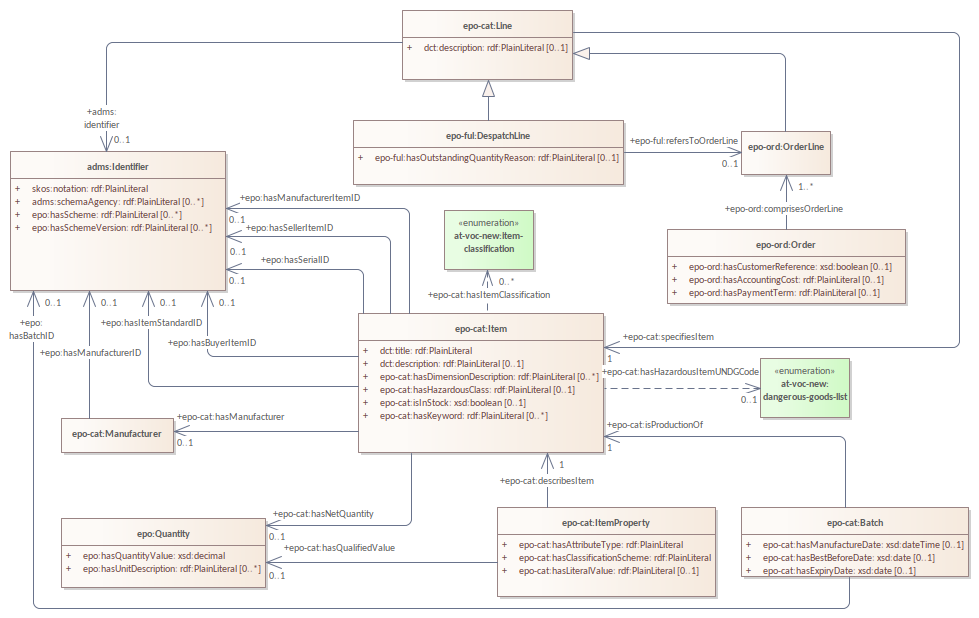 epo-cat:Line
+ dct:description: rdf:PlainLiteral [0..1]
+adms:
identifier
0..1
epo-ful:DespatchLine
+ epo-ful:hasOutstandingQuantityReason: rdf:PlainLiteral [0..1]
+epo-ful:refersToOrderLine
0..1
epo-ord:OrderLine
1..*
+epo-ord:comprisesOrderLine
adms:Identifier
+ skos:notation: rdf:PlainLiteral
+ adms:schemaAgency: rdf:PlainLiteral [0..*]
+ epo:hasScheme: rdf:PlainLiteral [0..*]
+ epo:hasSchemeVersion: rdf:PlainLiteral [0..*]
+epo:hasManufacturerItemID
0..1
+epo:hasSellerItemID
0..1
+epo:hasSerialID
0..1
«enumeration»
at-voc-new:Item-
classification
0..*
+epo-cat:hasItemClassification
epo-ord:Order
+ epo-ord:hasCustomerReference: xsd:boolean [0..1]
+ epo-ord:hasAccountingCost: rdf:PlainLiteral [0..1]
+ epo-ord:hasPaymentTerm: rdf:PlainLiteral [0..1]
0..1
+epo:
hasBatchID
0..1
+epo:hasManufacturerID
0..1
+epo:hasItemStandardID
0..1
+epo:hasBuyerItemID
epo-cat:Item
+ dct:title: rdf:PlainLiteral
+ dct:description: rdf:PlainLiteral [0..1]
+ epo-cat:hasDimensionDescription: rdf:PlainLiteral [0..*]
+ epo-cat:hasHazardousClass: rdf:PlainLiteral [0..1]
+ epo-cat:isInStock: xsd:boolean [0..1]
+ epo-cat:hasKeyword: rdf:PlainLiteral [0..*]
+epo-cat:specifiesItem
1
+epo-cat:hasHazardousItemUNDGCode
0..1
«enumeration»
at-voc-new:
dangerous-goods-list
epo-cat:Manufacturer
+epo-cat:hasManufacturer
0..1
+epo-cat:isProductionOf
1
1
+epo-cat:describesItem
epo:Quantity
+ epo:hasQuantityValue: xsd:decimal
+ epo:hasUnitDescription: rdf:PlainLiteral [0..*]
+epo-cat:hasNetQuantity
0..1
+epo-cat:hasQualifiedValue
0..1
epo-cat:ItemProperty
+ epo-cat:hasAttributeType: rdf:PlainLiteral
+ epo-cat:hasClassificationScheme: rdf:PlainLiteral
+ epo-cat:hasLiteralValue: rdf:PlainLiteral [0..1]
epo-cat:Batch
+ epo-cat:hasManufactureDate: xsd:dateTime [0..1]
+ epo-cat:hasBestBeforeDate: xsd:date [0..1]
+ epo-cat:hasExpiryDate: xsd:date [0..1]